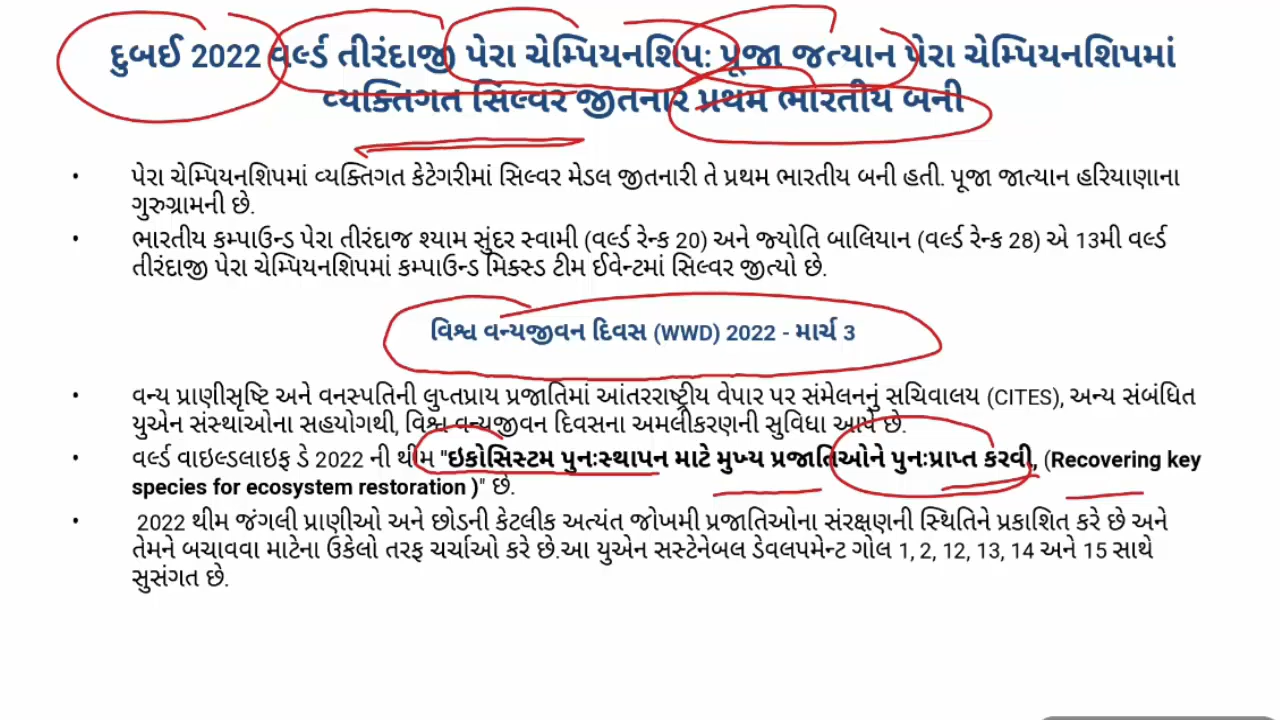 દુબઈ 2022 વર્લ્ડ તીરંદાજી પેરા ચેમ્પિયનશિપ: પૂજા જત્યાન પેરા ચેમ્પિયનશિપમાં
વ્યક્તિગત સિલ્વર જીતનાર પ્રથમ ભારતીય બની
• પેરા ચેમ્પિયનશિપમાં વ્યક્તિગત કેટેગરીમાં સિલ્વર મેડલ જીતનારી તે પ્રથમ ભારતીય બની હતી. પૂજા જાત્યાન હરિયાણાના
ગુરુગ્રામની છે.
• ભારતીય કમ્પાઉન્ડ પેરા તીરંદાજ શ્યામ સુંદર સ્વામી (વર્લ્ડ રેન્ક 20) અને જ્યોતિ બાલિયાન (વર્લ્ડ રેન્ક 28) એ 13મી વર્લ્ડ
તીરંદાજી પેરા ચેમ્પિયનશિપમાં કમ્પાઉન્ડ મિક્સ્ડ ટીમ ઈવેન્ટમાં સિલ્વર જીત્યો છે.
વિશ્વ વન્યજીવન દિવસ (WWD) 2022 - માર્ચ 3
• વન્ય પ્રાણીસૃષ્ટિ અને વનસ્પતિની લુપ્તપ્રાય પ્રજાતિમાં આંતરરાષ્ટ્રીય વેપાર પર સંમેલનનું સચિવાલય (CITES), અન્ય સંબંધિત
યુએન સંસ્થાઓના સહયોગથી, વિશ્વ વન્યજીવન દિવસના અમલીકરણની સુવિધા આપે છે.
• વર્લ્ડ વાઇલ્ડલાઇફ ડે 2022 ની થીમ "ઇકોસિસ્ટમ પુનઃસ્થાપન માટે મુખ્ય પ્રજાતિઓને પુનઃપ્રાપ્ત કરવી, (Recovering key
species for ecosystem restoration )" છે.
• 2022 થીમ જંગલી પ્રાણીઓ અને છોડની કેટલીક અત્યંત જોખમી પ્રજાતિઓના સંરક્ષણની સ્થિતિને પ્રકાશિત કરે છે અને
તેમને બચાવવા માટેના ઉકેલો તરફ ચર્ચાઓ કરે છે.આ યુએન સસ્ટેનેબલ ડેવલપમેન્ટ ગોલ 1, 2, 12, 13, 14 અને 15 સાથે
સુસંગત છે.